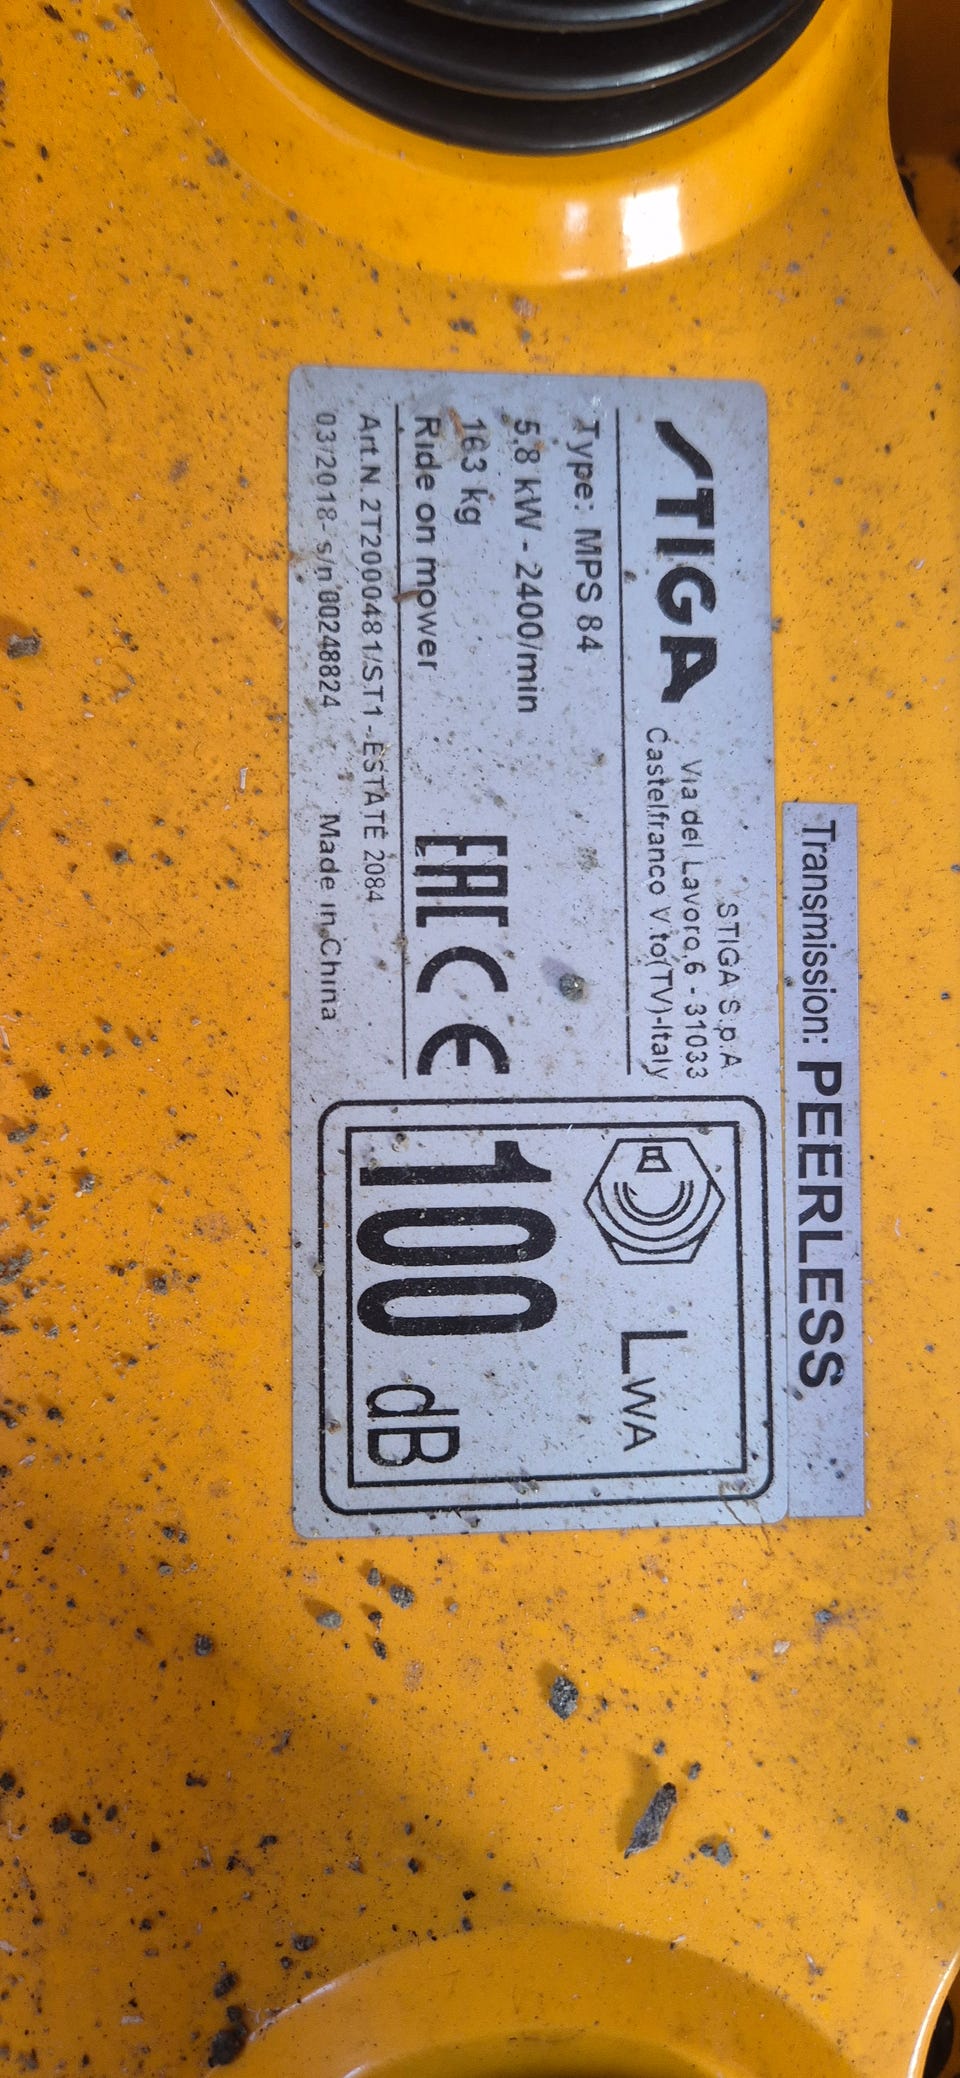 Transmission: PEERLESS
STIGA
STIGA S.p.A.
Via del Lavoro,6 - 31033
Castelfranco V.to(TV)-Italy
Type: MPS 84
5,8 kW - 2400/min
163 kg
Ride on mower
EAC CE
Art.N.2T2000481/ST1 - ESTATE 2084
03/2018- s/n 00248824 Made in China
LWA
100 dB